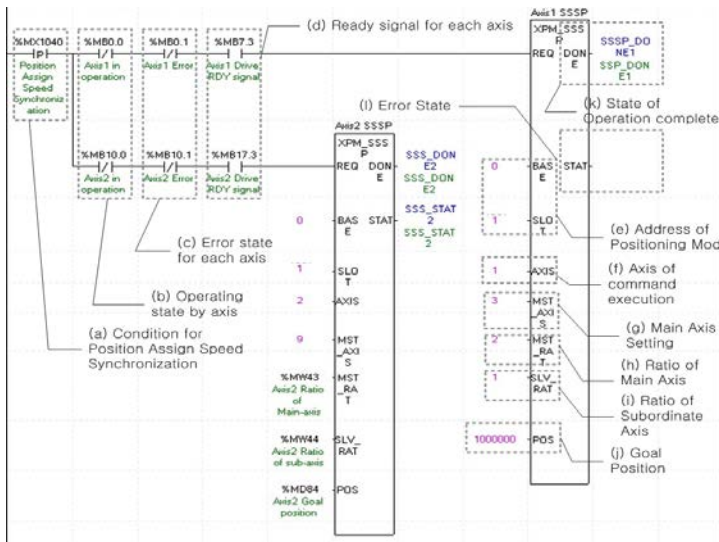 (d) Ready signal for each axis
Axis1 SSSP
%MX1040
%MB0.0
%MB0.1
%MB7.3
XPM_SSS
P
SSSP_DO
NE1
P
REQ DON
E
SSP_DON
E1
Position
Assign
Speed
Synchroniz
ation
Axis1 in
operation
Axis1 Error
Axis1 Drive
RDY signal
(k) State of
Operation complete
(l) Error State
Axis2 SSSP
%MB10.0
%MB10.1
%MB17.3
XPM_SSS
P
REQ DON
E
SSS_DON
E2
SSS_DON
E2
Axis2 in
operation
Axis2 Error
Axis2 Drive
RDY signal
0
BAS
E
STAT
0
BAS
E
STAT
SSS_STAT
2
SSS_STAT
2
1
SLO
T
(e) Address of
Positioning Mod
(c) Error state
for each axis
1
SLO
T
1
AXIS
(f) Axis of
command
execution
(b) Operating
state by axis
2
AXIS
3
MST
_AXI
S
(g) Main Axis
Setting
(a) Condition for
Position Assign Speed
Synchronization
9
MST
_AXI
S
2
MST
_RAT
(h) Ratio of
Main Axis
%MW43
Axis2 Ratio
of
Main-axis
MST
_RAT
1
SLV_
RAT
(i) Ratio of
Subordinate
Axis
%MW44
Axis2 Ratio
of sub-axis
SLV_
RAT
1000000
POS
(j) Goal
Position
%MD84
Axis2 Goal
position
POS